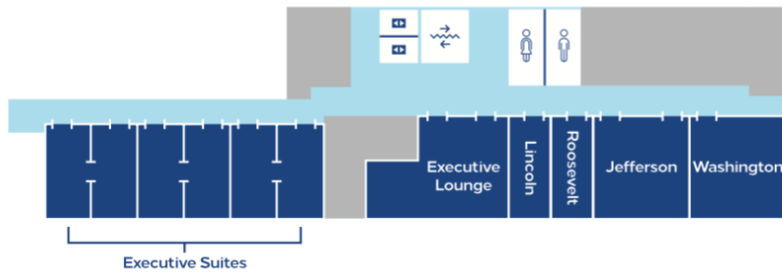 Executive
Lounge
Lincoln
Roosevelt
Jefferson
Washington
Executive Suites